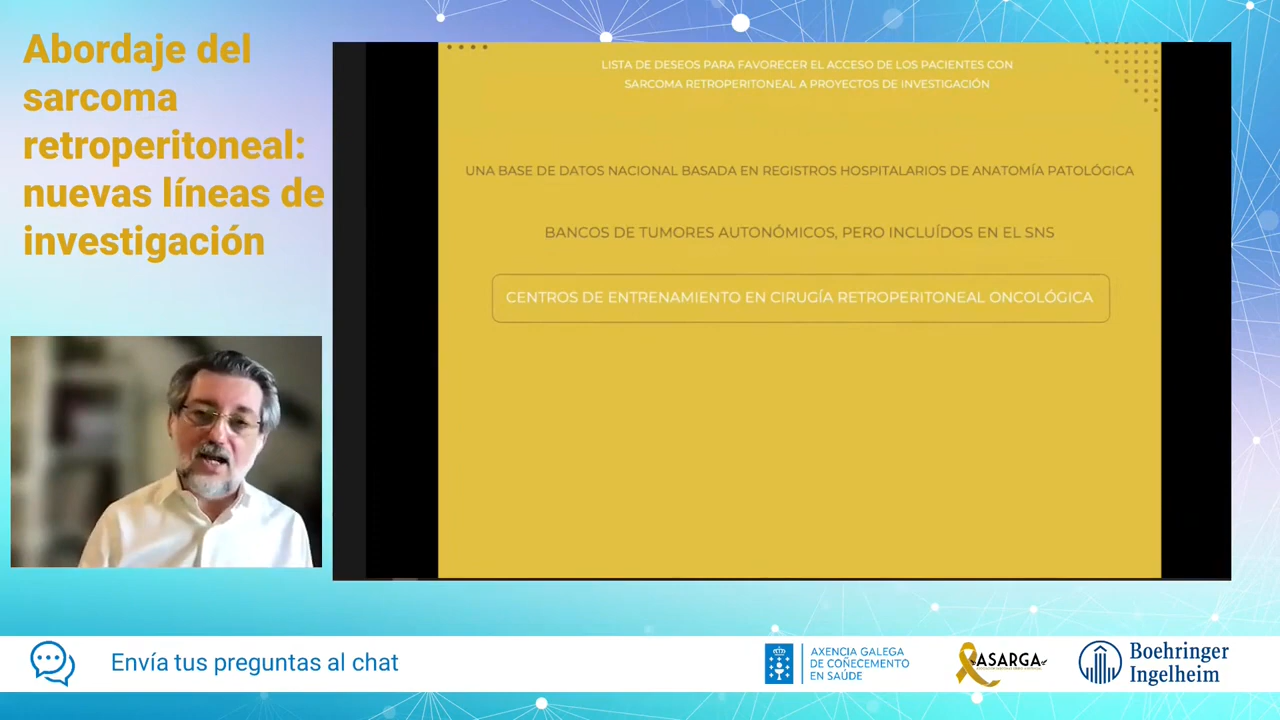 Abordaje del
sarcoma
retroperitoneal:
nuevas líneas de
investigación
LISTA DE DESEOS PARA FAVORECER EL ACCESO DE LOS PACIENTES CON
SARCOMA RETROPERITONEAL A PROYECTOS DE INVESTIGACIÓN
UNA BASE DE DATOS NACIONAL BASADA EN REGISTROS HOSPITALARIOS DE ANATOMÍA PATOLÓGICA
BANCOS DE TUMORES AUTONÓMICOS, PERO INCLUÍDOS EN EL SNS
CENTROS DE ENTRENAMIENTO EN CIRUGÍA RETROPERITONEAL ONCOLÓGICA
Envía tus preguntas al chat
AXENCIA GALEGA
DE COÑECEMENTO
EN SAÚDE
ASARGA
Boehringer
Ingelheim